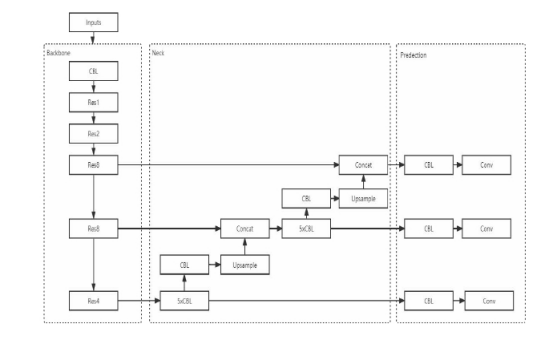 Inputs
Backbone
Neck
Predection
CBL
Res1
Res2
Res8
Concat
CBL
Conv
CBL
Upsample
Res8
Concat
5xCBL
CBL
Conv
CBL
Upsample
Res4
5xCBL
CBL
Conv